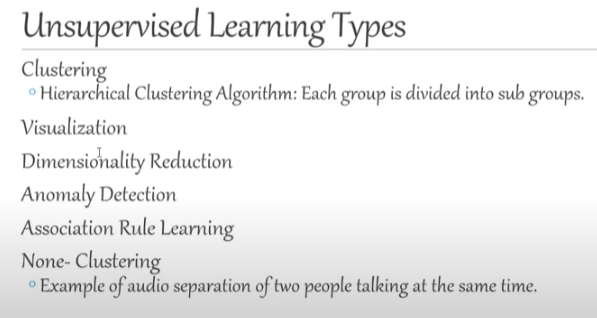 Unsupervised Learning Types
Clustering
° Hierarchical Clustering Algorithm: Each group is divided into sub groups.
Visualization
Dimensionality Reduction
Anomaly Detection
Association Rule Learning
None- Clustering
° Example of audio separation of two people talking at the same time.